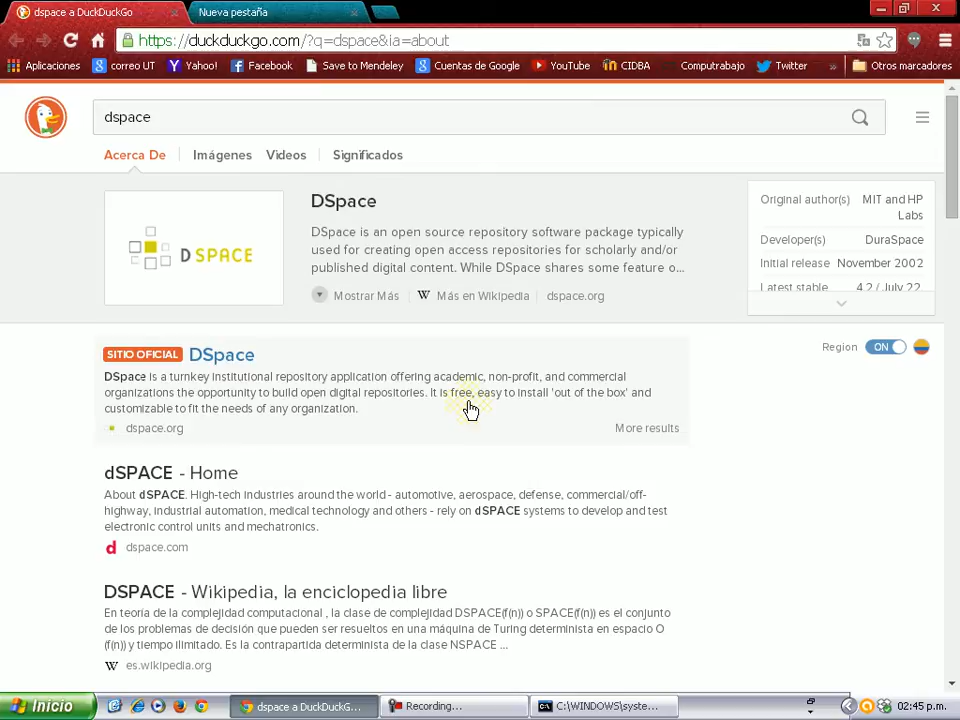 dspace a DuckDuckGo
Nueva pestaña
https://duckduckgo.com/?q=dspace&ia=about
Aplicaciones
correo UT
Yahoo!
Facebook
Save to Mendeley
Cuentas de Google
YouTube
CIDBA
Computrabajo
Twitter
»
Otros marcadores
dspace
Acerca De
Imágenes
Videos
Significados
DSPACE
DSpace
DSpace is an open source repository software package typically
used for creating open access repositories for scholarly and/or
published digital content. While DSpace shares some feature o...
Mostrar Más
W Más en Wikipedia
dspace.org
Original author(s) MIT and HP
Labs
Developer(s) DuraSpace
Initial release November 2002
Latest stable 4.2 / July 22,
SITIO OFICIAL DSpace
DSpace is a turnkey institutional repository application offering academic, non-profit, and commercial
organizations the opportunity to build open digital repositories. It is free, easy to install 'out of the box' and
customizable to fit the needs of any organization.
dspace.org
More results
Region ON
dSPACE - Home
About dSPACE. High-tech industries around the world - automotive, aerospace, defense, commercial/off-
highway, industrial automation, medical technology and others - rely on dSPACE systems to develop and test
electronic control units and mechatronics.
d dspace.com
DSPACE - Wikipedia, la enciclopedia libre
En teoría de la complejidad computacional , la clase de complejidad DSPACE(f(n)) o SPACE(f(n)) es el conjunto
de los problemas de decisión que pueden ser resueltos en una máquina de Turing determinista en espacio O
(f(n)) y tiempo ilimitado. Es la contrapartida determinista de la clase NSPACE ...
W es.wikipedia.org
Inicio
dspace a DuckDuckG...
Recording...
C:\WINDOWS\syste...
02:45 p.m.